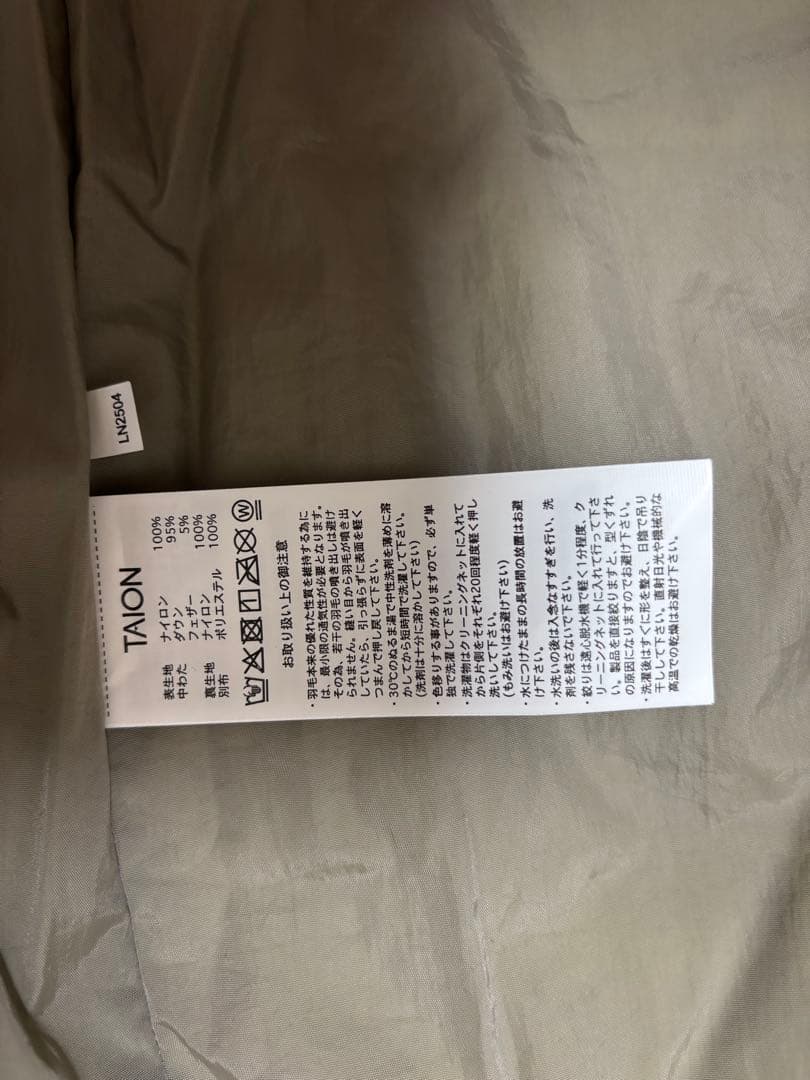 LN2504
TAION
表生地 ナイロン 100%
中わた ダウン 95%
フェザー 5%
裏生地 ナイロン 100%
別布 ポリエステル 100%
お取り扱い上の御注意
・羽毛本来の優れた性質を維持する為に
は、最小限の通気性が必要となります。
その為、若干の羽毛の噴き出しは避け
られません。縫い目から羽毛が噴き出
していたら、引っ張らずに表面を軽く
つまんで押し戻して下さい。
・30℃のぬるま湯で中性洗剤を薄めに溶
かしてから短時間で洗濯して下さい。
(洗剤は十分に溶かして下さい)
・色移りする事がありますので、必ず単
独で洗濯して下さい。
・洗濯物はクリーニングネットに入れて
から片側をそれぞれ20回程度軽く押し
洗いして下さい。
(もみ洗いはお避け下さい)
・水につけたままの長時間の放置はお避
け下さい。
・水洗いの後は入念なすすぎを行い、洗
剤を残さないで下さい。
・絞りは遠心脱水機で軽く1分程度、ク
リーニングネットに入れて行って下さ
い。製品を直接絞りますと、型くずれ
の原因になりますのでお避け下さい。
・洗濯後はすぐに形を整え、日陰で吊り
干しして下さい。直射日光や機械的な
高温での乾燥はお避け下さい。